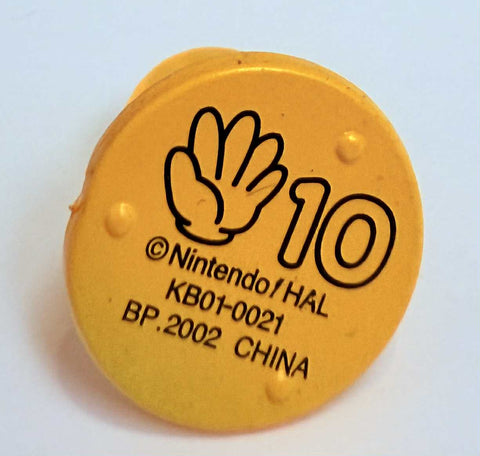 10
©Nintendo/HAL
KB01-0021
BP.2002 CHINA